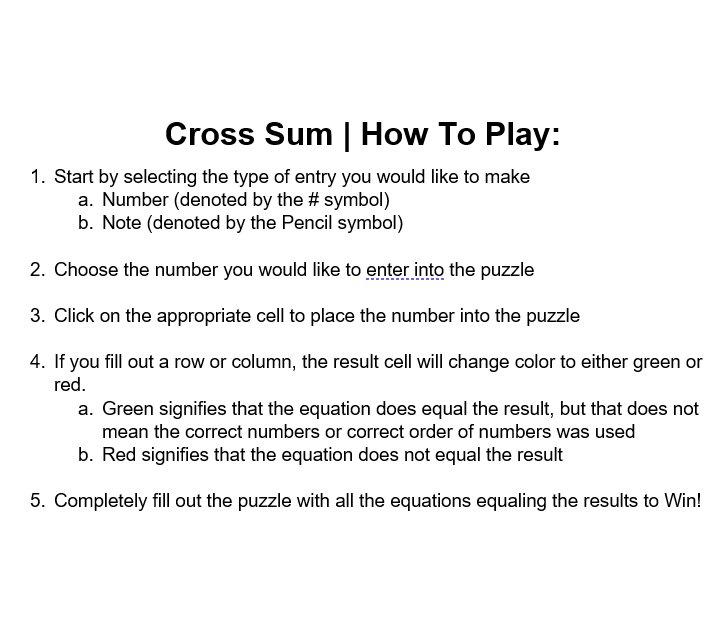 Cross Sum | How To Play:
1. Start by selecting the type of entry you would like to make
a. Number (denoted by the # symbol)
b. Note (denoted by the Pencil symbol)
2. Choose the number you would like to enter into the puzzle
3. Click on the appropriate cell to place the number into the puzzle
4. If you fill out a row or column, the result cell will change color to either green or
red.
a. Green signifies that the equation does equal the result, but that does not
mean the correct numbers or correct order of numbers was used
b. Red signifies that the equation does not equal the result
5. Completely fill out the puzzle with all the equations equaling the results to Win!